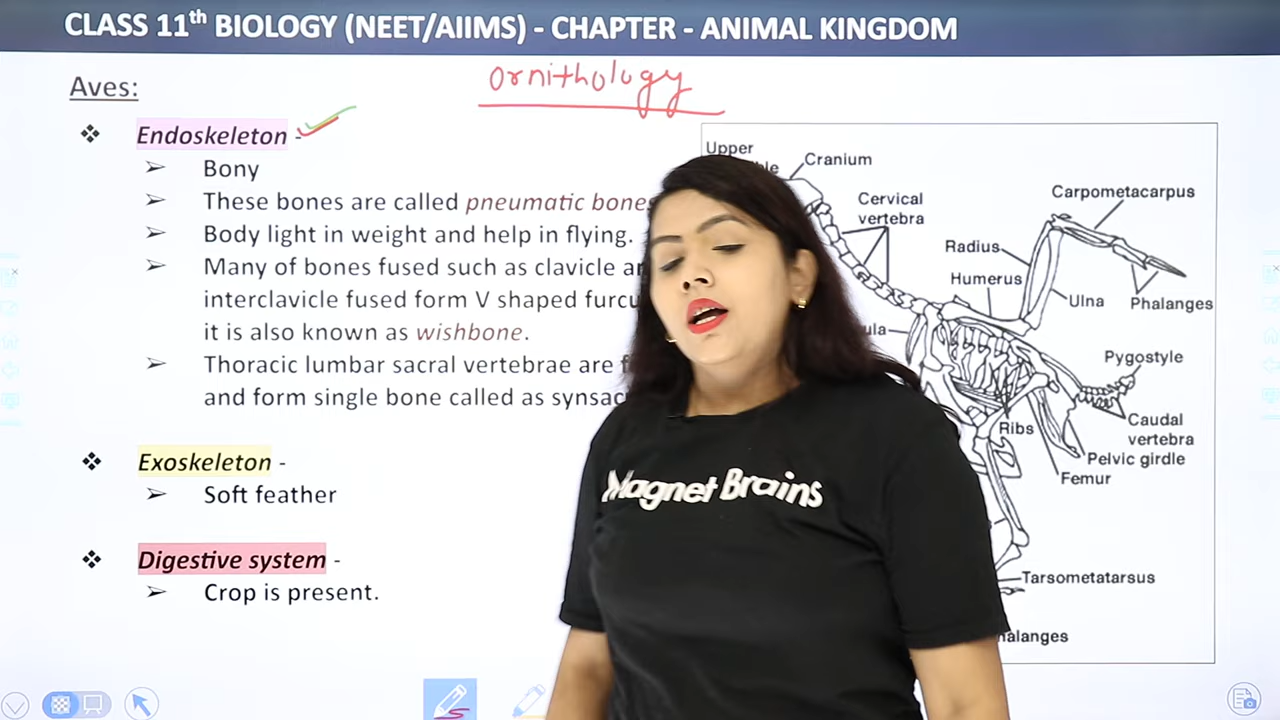 CLASS 11th BIOLOGY (NEET/AIIMS) - CHAPTER - ANIMAL KINGDOM
ornithology
Aves:
Endoskeleton -
Bony
These bones are called pneumatic bones
Body light in weight and help in flying.
Many of bones fused such as clavicle
interclavicle fused form V shaped
it is also known as wishbone.
Thoracic lumbar sacral vertebrae are
and form single bone called as
Exoskeleton -
Soft feather
Digestive system -
Crop is present.
Upper
Cranium
Cervical
vertebra
Carpometacarpus
Radius
Humerus
Ulna
Phalanges
Pygostyle
Ribs
Caudal
vertebra
Pelvic girdle
Femur
Tarsometatarsus
Magnet Brains